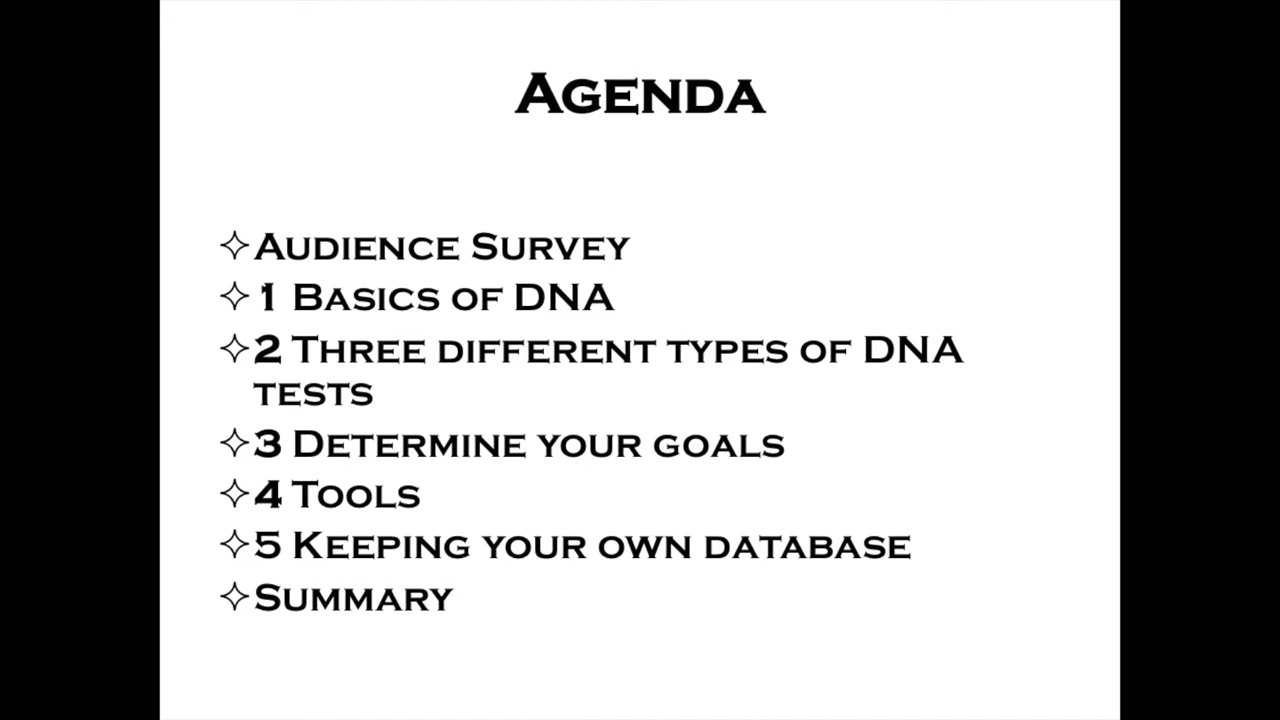 Agenda
Audience Survey
1 Basics of DNA
2 Three different types of DNA
tests
3 Determine your goals
4 Tools
5 Keeping your own database
Summary